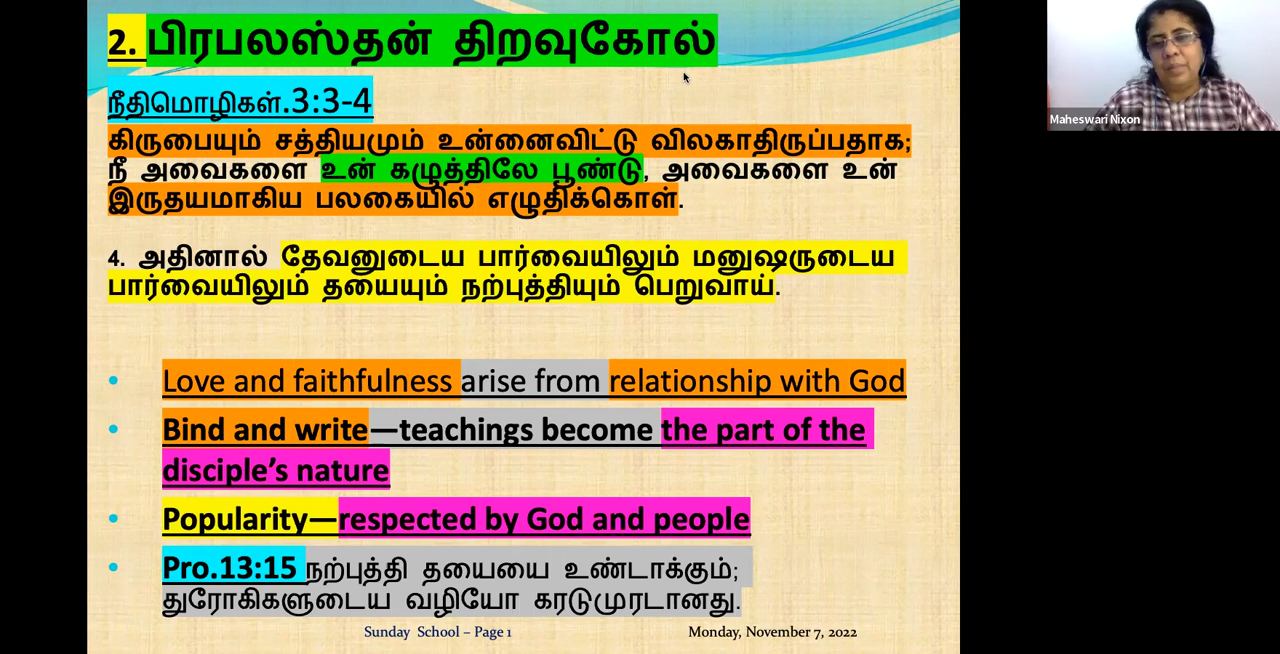 2. பிரபலஸ்தன் திறவுகோல்
நீதிமொழிகள்.3:3-4
கிருபையும் சத்தியமும் உன்னைவிட்டு விலகாதிருப்பதாக;
நீ அவைகளை உன் கழுத்திலே பூண்டு, அவைகளை உன்
இருதயமாகிய பலகையில் எழுதிக்கொள்.
4. அதினால் தேவனுடைய பார்வையிலும் மனுஷருடைய
பார்வையிலும் தயையும் நற்புத்தியும் பெறுவாய்.
• Love and faithfulness arise from relationship with God
• Bind and write—teachings become the part of the
disciple’s nature
• Popularity—respected by God and people
• Pro.13:15 நற்புத்தி தயையை உண்டாக்கும்;
துரோகிகளுடைய வழியோ கரடுமுரடானது.
Sunday School – Page 1 Monday, November 7, 2022
Maheswari Nixon